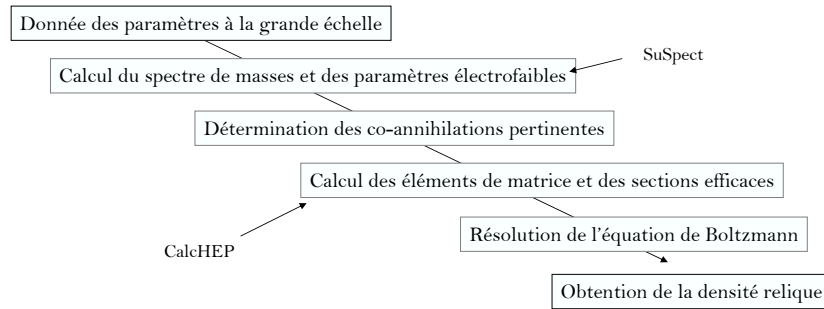 Donnée des paramètres à la grande échelle
SuSpect
Calcul du spectre de masses et des paramètres électrofaibles
Détermination des co-annihilations pertinentes
Calcul des éléments de matrice et des sections efficaces
CalcHEP
Résolution de l'équation de Boltzmann
Obtention de la densité relique